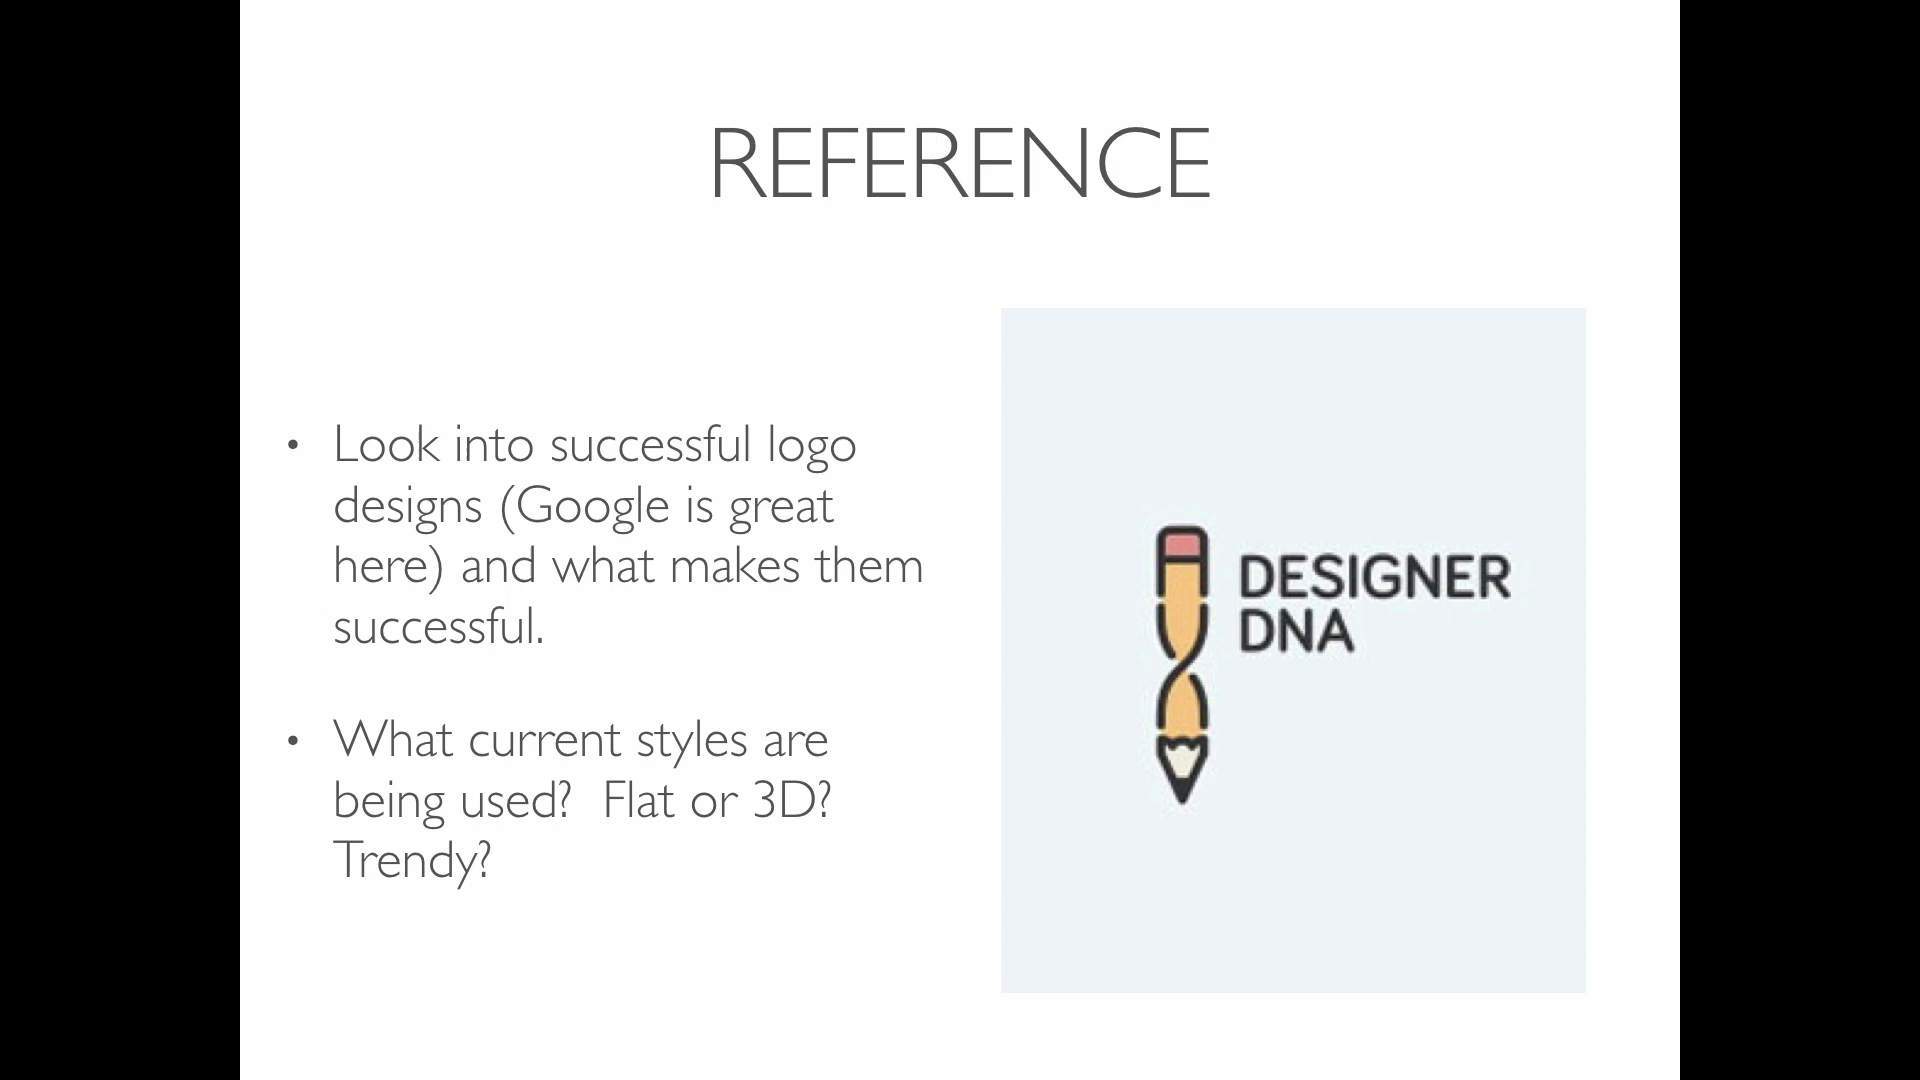 REFERENCE
• Look into successful logo
designs (Google is great
here) and what makes them
successful.
• What current styles are
being used?  Flat or 3D?
Trendy?
DESIGNER
DNA